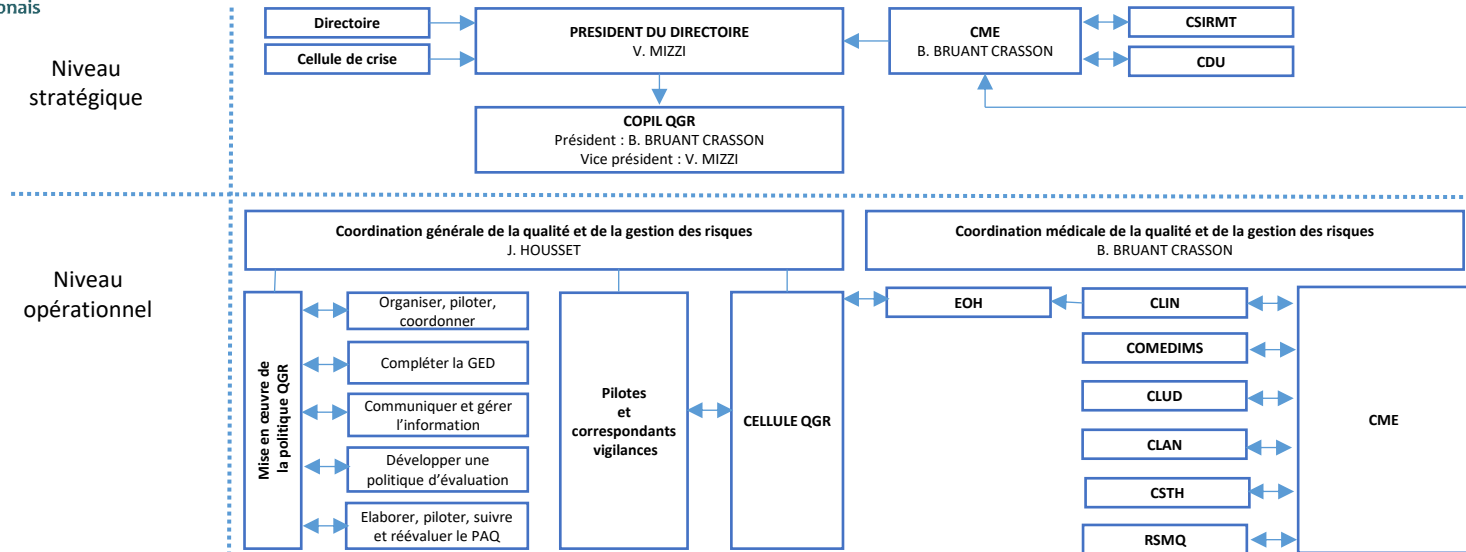 Niveau
stratégique
Directoire
Cellule de crise
PRESIDENT DU DIRECTOIRE
V. MIZZI
CME
B. BRUANT CRASSON
CSIRMT
CDU
COPIL QGR
Président : B. BRUANT CRASSON
Vice président : V. MIZZI
Niveau
opérationnel
Coordination générale de la qualité et de la gestion des risques
J. HOUSSET
Coordination médicale de la qualité et de la gestion des risques
B. BRUANT CRASSON
Mise en œuvre de
la politique QGR
Organiser, piloter,
coordonner
Compléter la GED
Communiquer et gérer
l’information
Développer une
politique d’évaluation
Elaborer, piloter, suivre
et réévaluer le PAQ
Pilotes
et
correspondants
vigilances
CELLULE QGR
EOH
CLIN
COMEDIMS
CLUD
CLAN
CSTH
RSMQ
CME